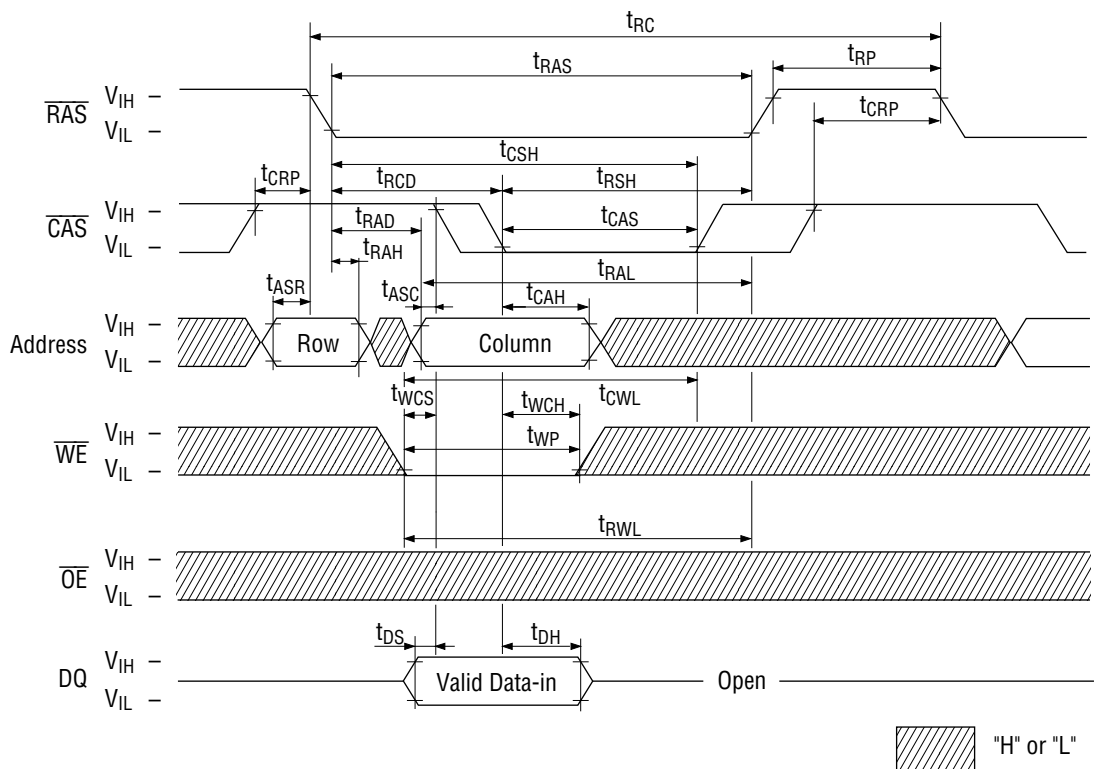 tRC
tRAS
tRP
RAS
VIH –
VIL –
tCRP
tCSH
tCRP
tRCD
tRSH
CAS
VIH –
VIL –
tRAD
tCAS
tRAH
tRAL
tASR
tASC
tCAH
Address
VIH –
VIL –
Row
Column
tCWL
tWCS
tWCH
WE
VIH –
VIL –
tWP
tRWL
OE
VIH –
VIL –
tDS
tDH
DQ
VIH –
VIL –
Valid Data-in
Open
"H" or "L"